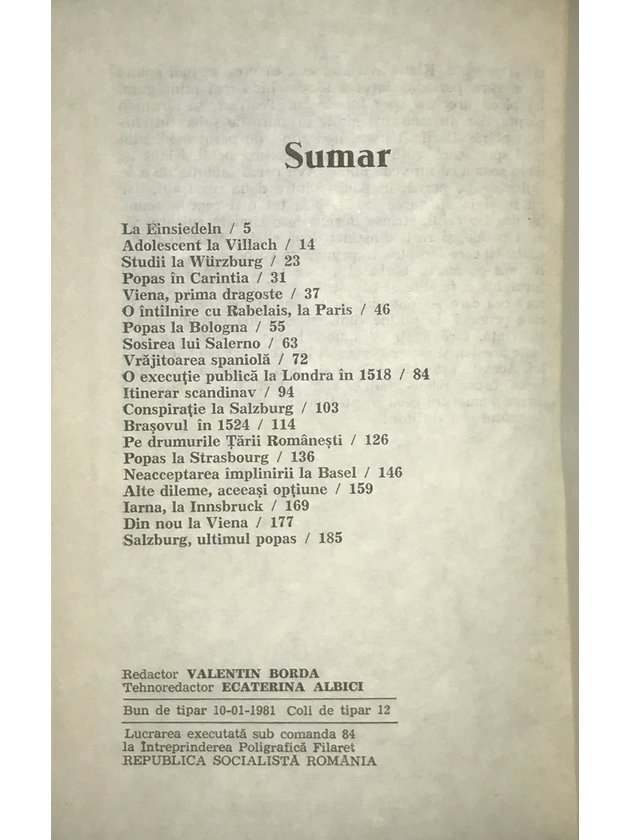 Sumar
La Einsiedeln / 5
Adolescent la Villach / 14
Studii la Würzburg / 23
Popas în Carintia / 31
Viena, prima dragoste / 37
O întîlnire cu Rabelais, la Paris / 46
Popas la Bologna / 55
Sosirea lui Salerno / 63
Vrăjitoarea spaniolă / 72
O execuţie publică la Londra în 1518 / 84
Itinerar scandinav / 94
Conspiraţie la Salzburg / 103
Braşovul în 1524 / 114
Pe drumurile Ţării Româneşti / 126
Popas la Strasbourg / 136
Neacceptarea împlinirii la Basel / 146
Alte dileme, aceeaşi opţiune / 159
Iarna, la Innsbruck / 169
Din nou la Viena / 177
Salzburg, ultimul popas / 185
Redactor VALENTIN BORDA
Tehnoredactor ECATERINA ALBICI
Bun de tipar 10-01-1981 Coli de tipar 12
Lucrarea executată sub comanda 84
la Întreprinderea Poligrafică Filaret
REPUBLICA SOCIALISTĂ ROMÂNIA